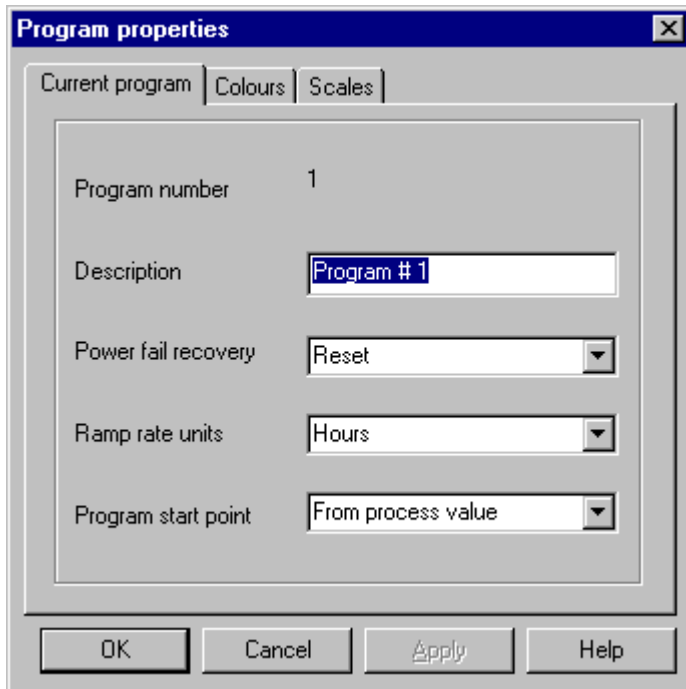 Program properties
Current program Colours Scales
Program number 1
Description Program # 1
Power fail recovery Reset
Ramp rate units Hours
Program start point From process value
OK Cancel Apply Help